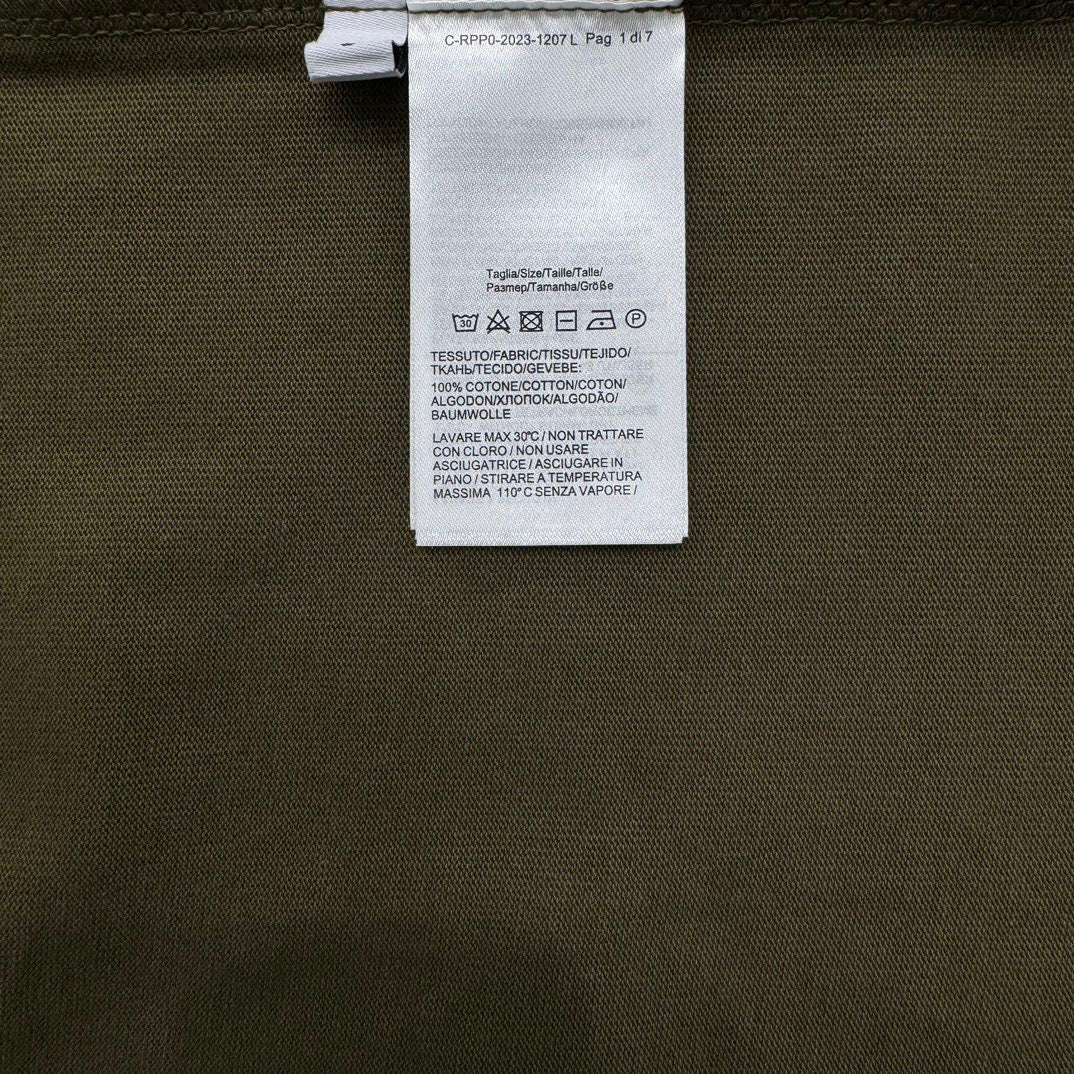 C-RPP0-2023-1207 L Pag 1 di 7
Taglia/Size/Taille/Talle/
Размер/Tamanha/Größe
30 P
TESSUTO/FABRIC/TISSU/TEJIDO/
ТКАНЬ/TECIDO/GEVEBE:
100% COTONE/COTTON/COTON/
ALGODON/ХЛОПОК/ALGODÃO/
BAUMWOLLE
LAVARE MAX 30°C / NON TRATTARE
CON CLORO / NON USARE
ASCIUGATRICE / ASCIUGARE IN
PIANO / STIRARE A TEMPERATURA
MASSIMA 110°C SENZA VAPORE /